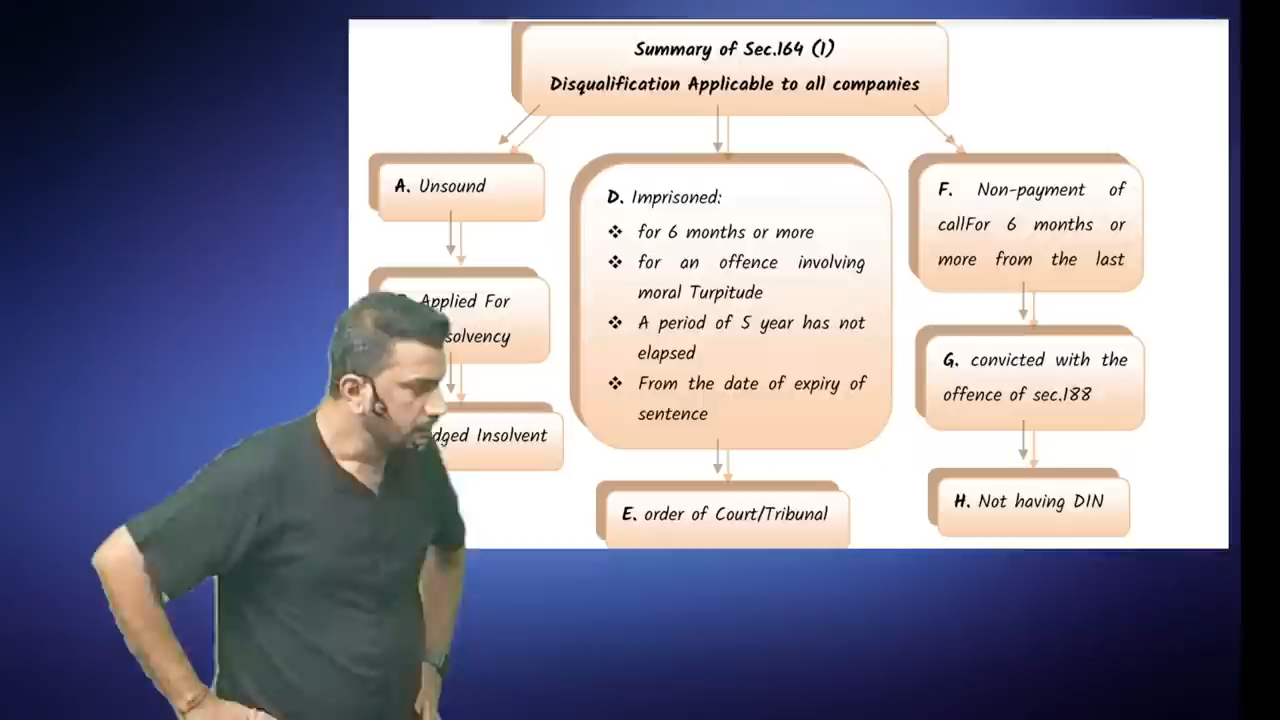 Summary of Sec.164 (1)
Disqualification Applicable to all companies
A. Unsound
Applied For
solvency
dged Insolvent
D. Imprisoned:
❖ for 6 months or more
❖ for an offence involving
moral Turpitude
❖ A period of 5 year has not
elapsed
❖ From the date of expiry of
sentence
E. order of Court/Tribunal
F. Non-payment of
callFor 6 months or
more from the last
G. convicted with the
offence of sec.188
H. Not having DIN